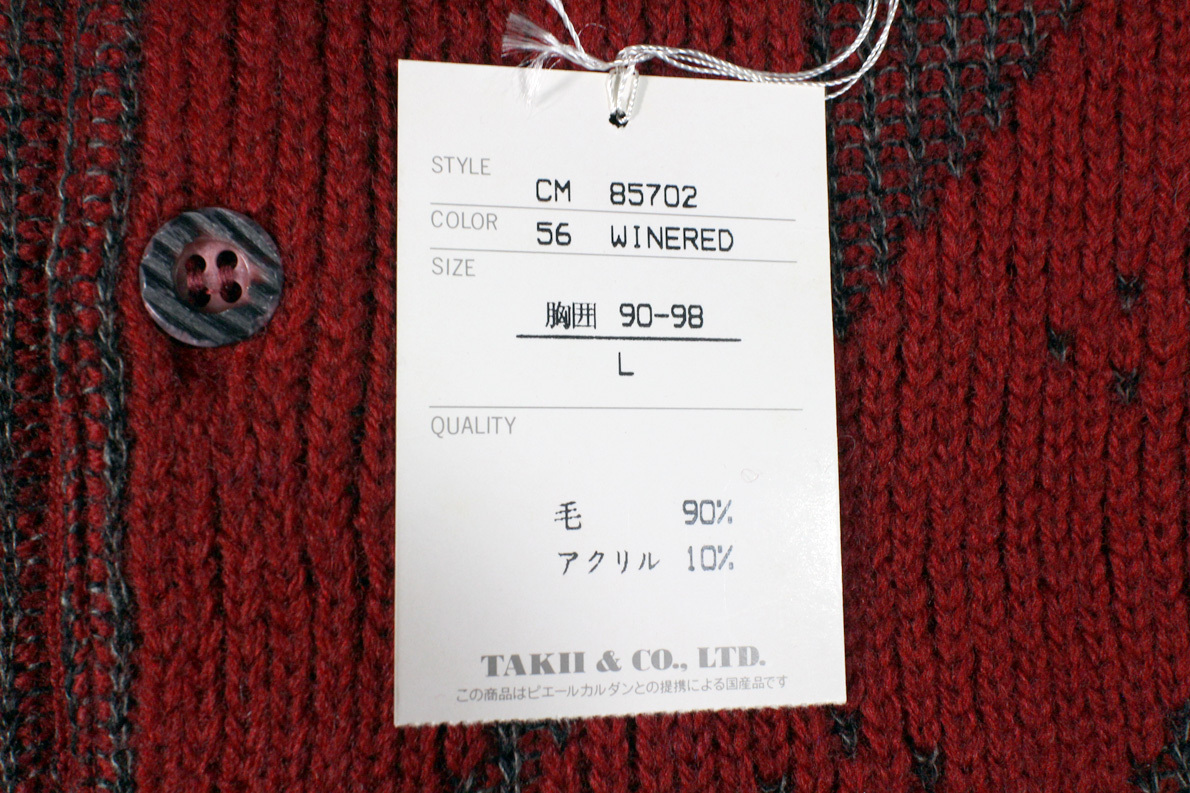 STYLE
CM 85702
COLOR
56 WINERED
SIZE
胸囲 90-98
L
QUALITY
毛 90%
アクリル 10%
TAKII & CO., LTD.
この商品はピエールカルダンとの提携による国産品です